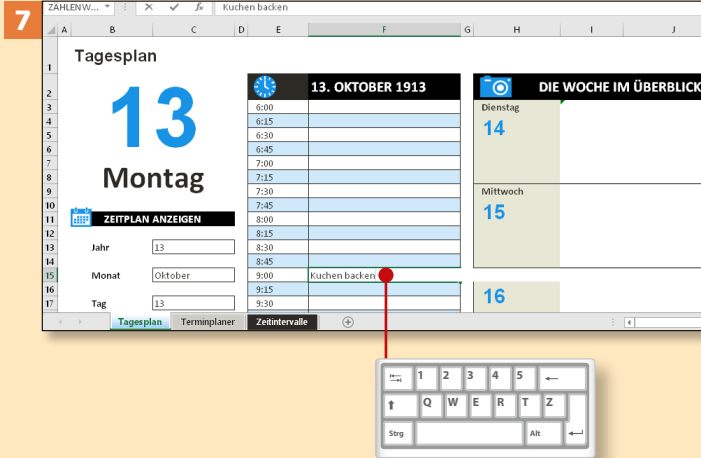 7
ZÄHLENW...
fx Kuchen backen
A B C D E F G H I J
1 Tagesplan
2 13. OKTOBER 1913 DIE WOCHE IM ÜBERBLICK
13
Montag
3 6:00 Dienstag
4 6:15 14
5 6:30
6 6:45
7 7:00
8 7:15
9 7:30 Mittwoch
10 7:45 15
11 ZEITPLAN ANZEIGEN 8:00
12 8:15
13 Jahr 13 8:30
14 8:45
15 Monat Oktober 9:00 Kuchen backen
16 9:15 16
17 Tag 13 9:30
Tagesplan Terminplaner Zeitintervalle
1 2 3 4 5
Q W E R T Z
Strg Alt